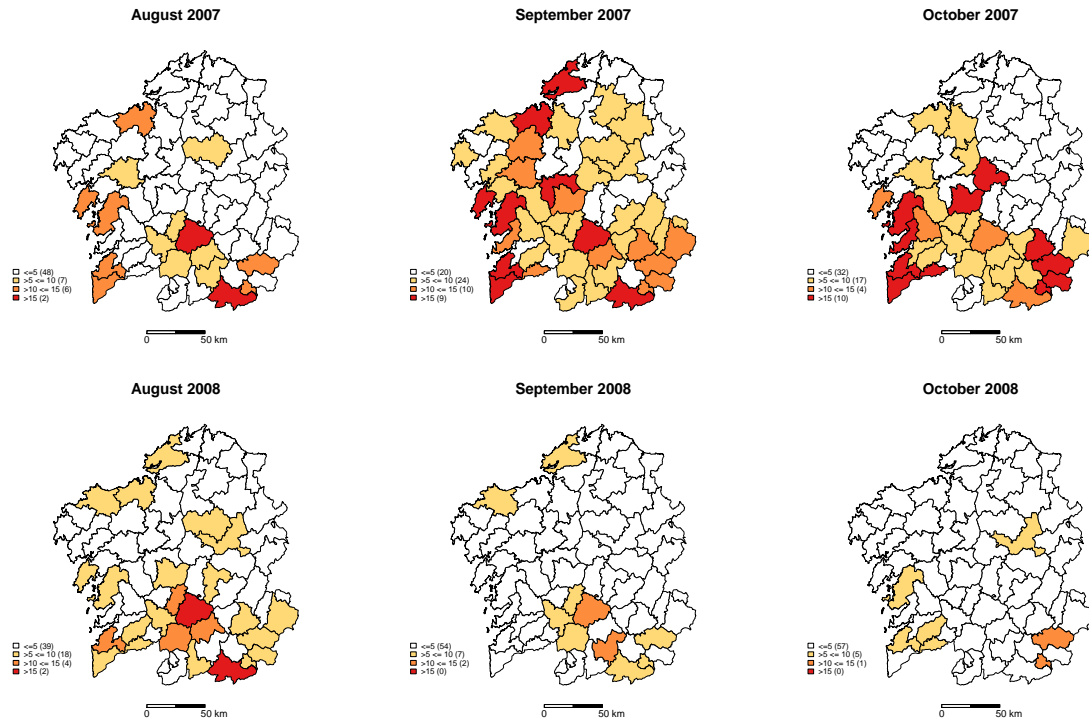 August 2007
<=5 (48)
>5 <= 10 (7)
>10 <= 15 (6)
>15 (2)
0 50 km
September 2007
<=5 (20)
>5 <= 10 (24)
>10 <= 15 (10)
>15 (9)
0 50 km
October 2007
<=5 (32)
>5 <= 10 (17)
>10 <= 15 (4)
>15 (10)
0 50 km
August 2008
<=5 (39)
>5 <= 10 (18)
>10 <= 15 (4)
>15 (2)
0 50 km
September 2008
<=5 (54)
>5 <= 10 (7)
>10 <= 15 (2)
>15 (0)
0 50 km
October 2008
<=5 (57)
>5 <= 10 (5)
>10 <= 15 (1)
>15 (0)
0 50 km